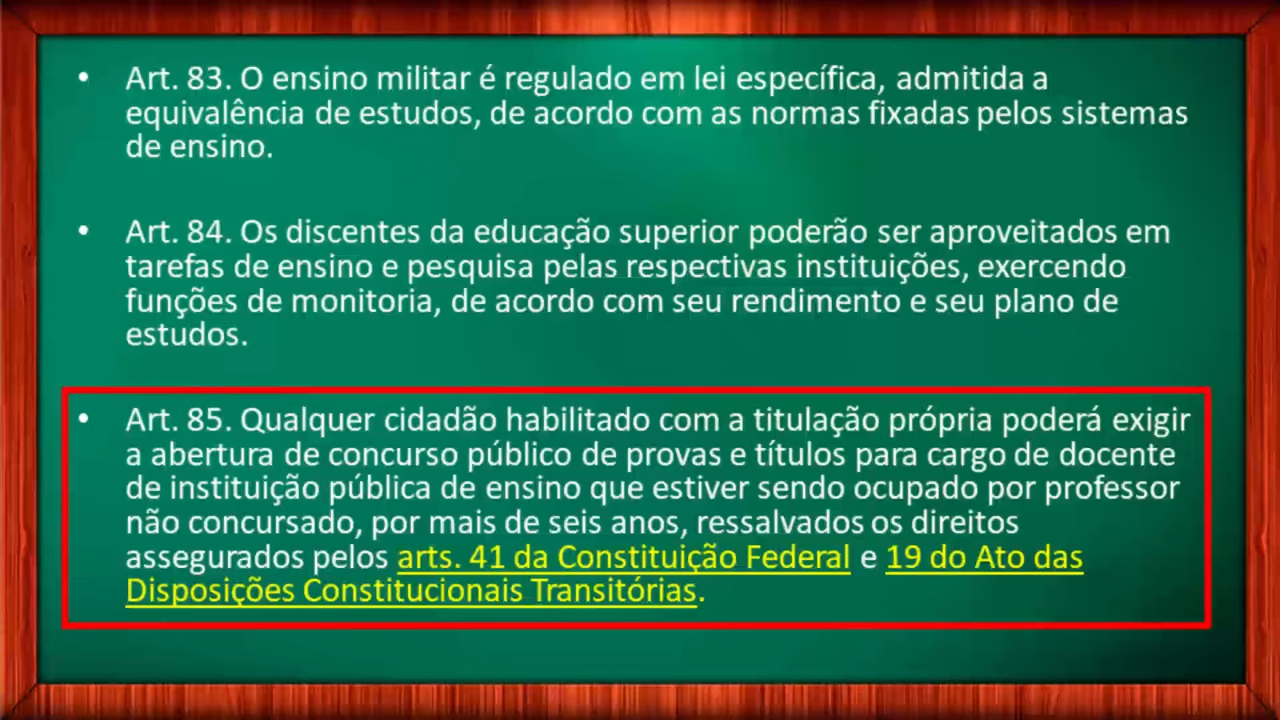 • Art. 83. O ensino militar é regulado em lei específica, admitida a
equivalência de estudos, de acordo com as normas fixadas pelos sistemas
de ensino.
• Art. 84. Os discentes da educação superior poderão ser aproveitados em
tarefas de ensino e pesquisa pelas respectivas instituições, exercendo
funções de monitoria, de acordo com seu rendimento e seu plano de
estudos.
• Art. 85. Qualquer cidadão habilitado com a titulação própria poderá exigir
a abertura de concurso público de provas e títulos para cargo de docente
de instituição pública de ensino que estiver sendo ocupado por professor
não concursado, por mais de seis anos, ressalvados os direitos
assegurados pelos arts. 41 da Constituição Federal e 19 do Ato das
Disposições Constitucionais Transitórias.